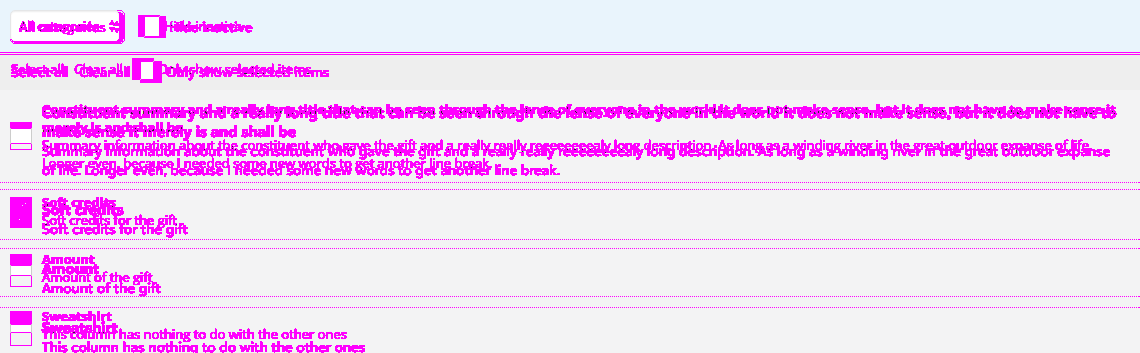 All categories Hide inactive
Select all Clear all Only show selected items
Constituent summary and a really long title that can be seen through the lense of everyone in the world It does not make sense, but it does not have to
make sense it merely is and shall be
Summary information about the constituent who gave the gift and a really really reeeeeeealy long description. As long as a winding river in the great outdoor expanse
of life. Longer even, because I needed some new words to get another line break.
Soft credits
Soft credits for the gift
Amount
Amount of the gift
Sweatshirt
This column has nothing to do with the other ones